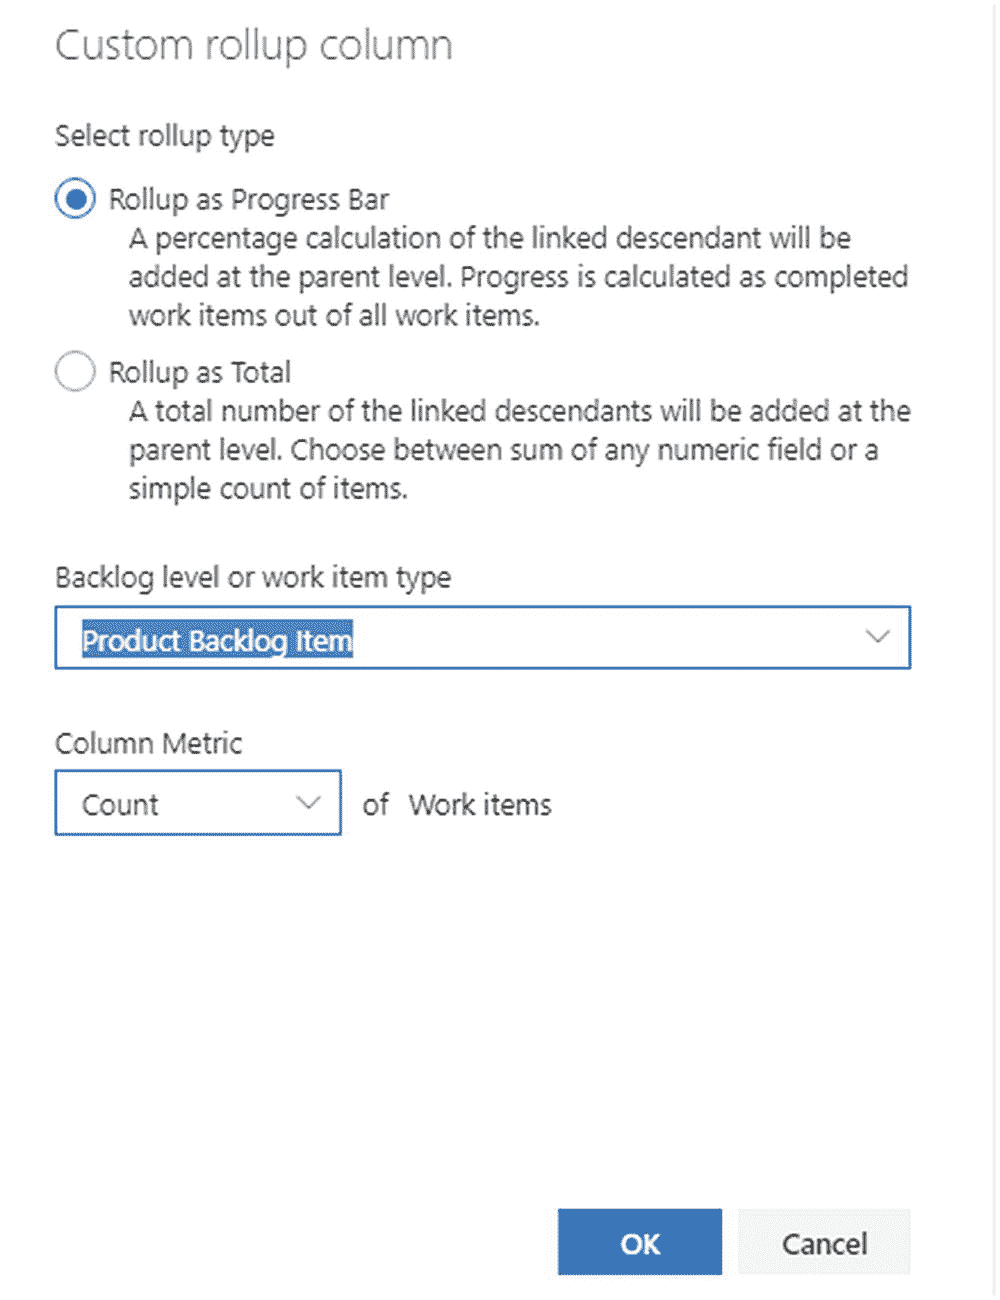 Custom rollup column
Select rollup type
Rollup as Progress Bar
A percentage calculation of the linked descendant will be
added at the parent level. Progress is calculated as completed
work items out of all work items.
Rollup as Total
A total number of the linked descendants will be added at the
parent level. Choose between sum of any numeric field or a
simple count of items.
Backlog level or work item type
Product Backlog Item
Column Metric
Count of Work items
OK Cancel